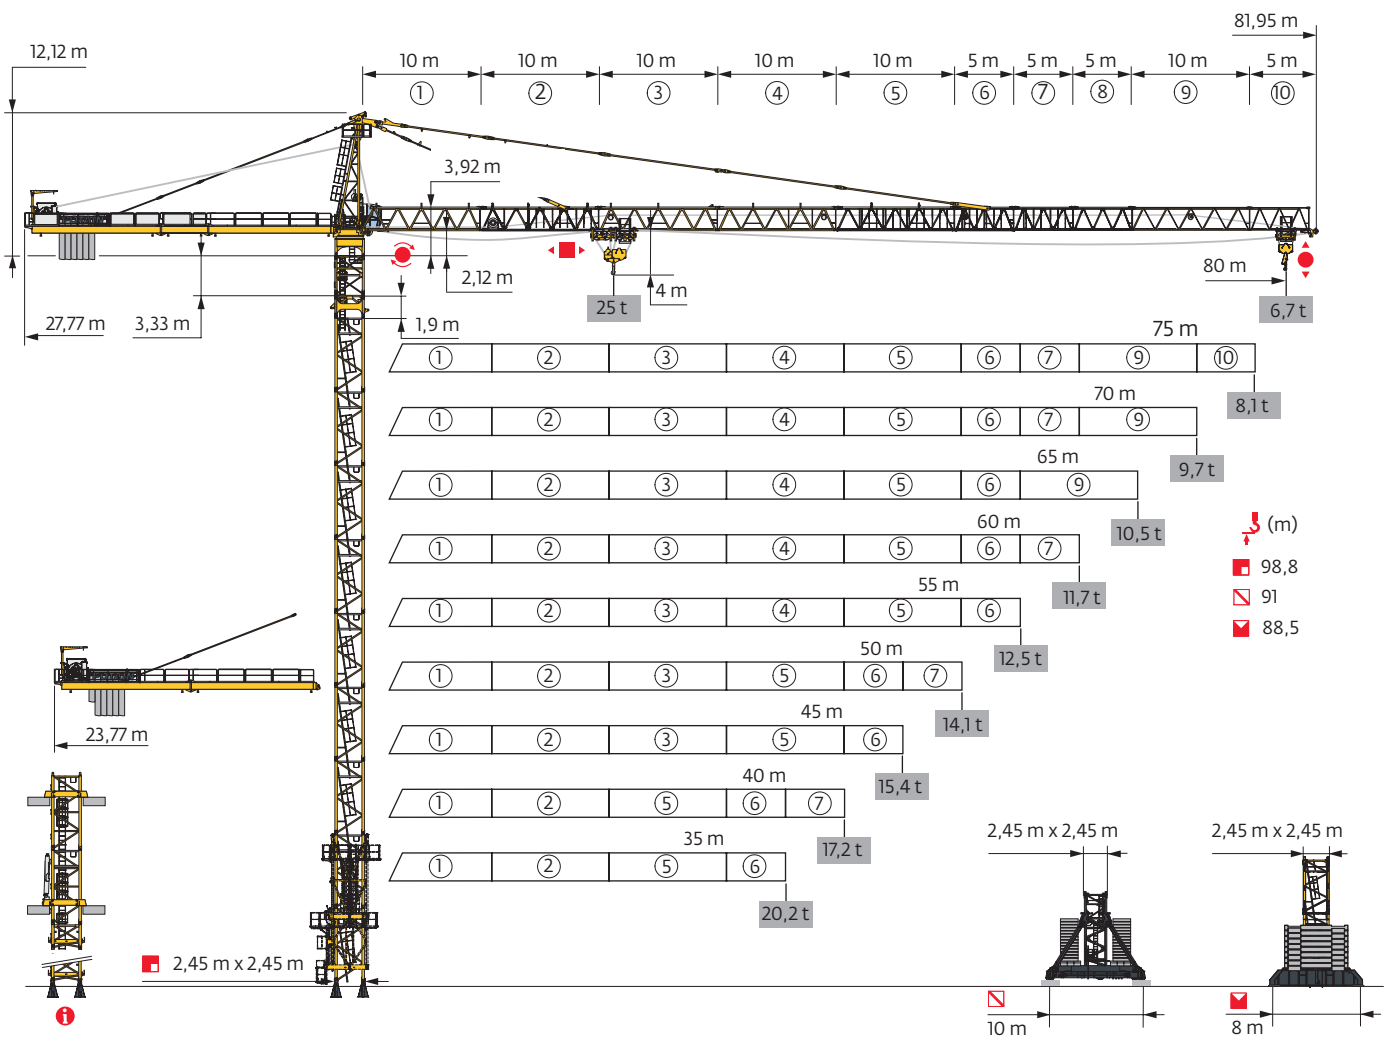 81,95 m
12,12 m
10 m 10 m 10 m 10 m 10 m 5 m 5 m 5 m 10 m 5 m
① ② ③ ④ ⑤ ⑥ ⑦ ⑧ ⑨ ⑩
3,92 m
2,12 m
80 m
4 m
25 t
6,7 t
27,77 m
3,33 m
1,9 m
75 m
① ② ③ ④ ⑤ ⑥ ⑦ ⑨ ⑩
8,1 t
70 m
① ② ③ ④ ⑤ ⑥ ⑦ ⑨
9,7 t
65 m
① ② ③ ④ ⑤ ⑥ ⑨
10,5 t
(m)
98,8
91
88,5
60 m
① ② ③ ④ ⑤ ⑥ ⑦
11,7 t
55 m
① ② ③ ④ ⑤ ⑥
12,5 t
50 m
① ② ③ ⑤ ⑥ ⑦
14,1 t
23,77 m
45 m
① ② ③ ⑤ ⑥
15,4 t
40 m
① ② ⑤ ⑥ ⑦
17,2 t
35 m
① ② ⑤ ⑥
20,2 t
2,45 m x 2,45 m
2,45 m x 2,45 m
2,45 m x 2,45 m
i
10 m
8 m